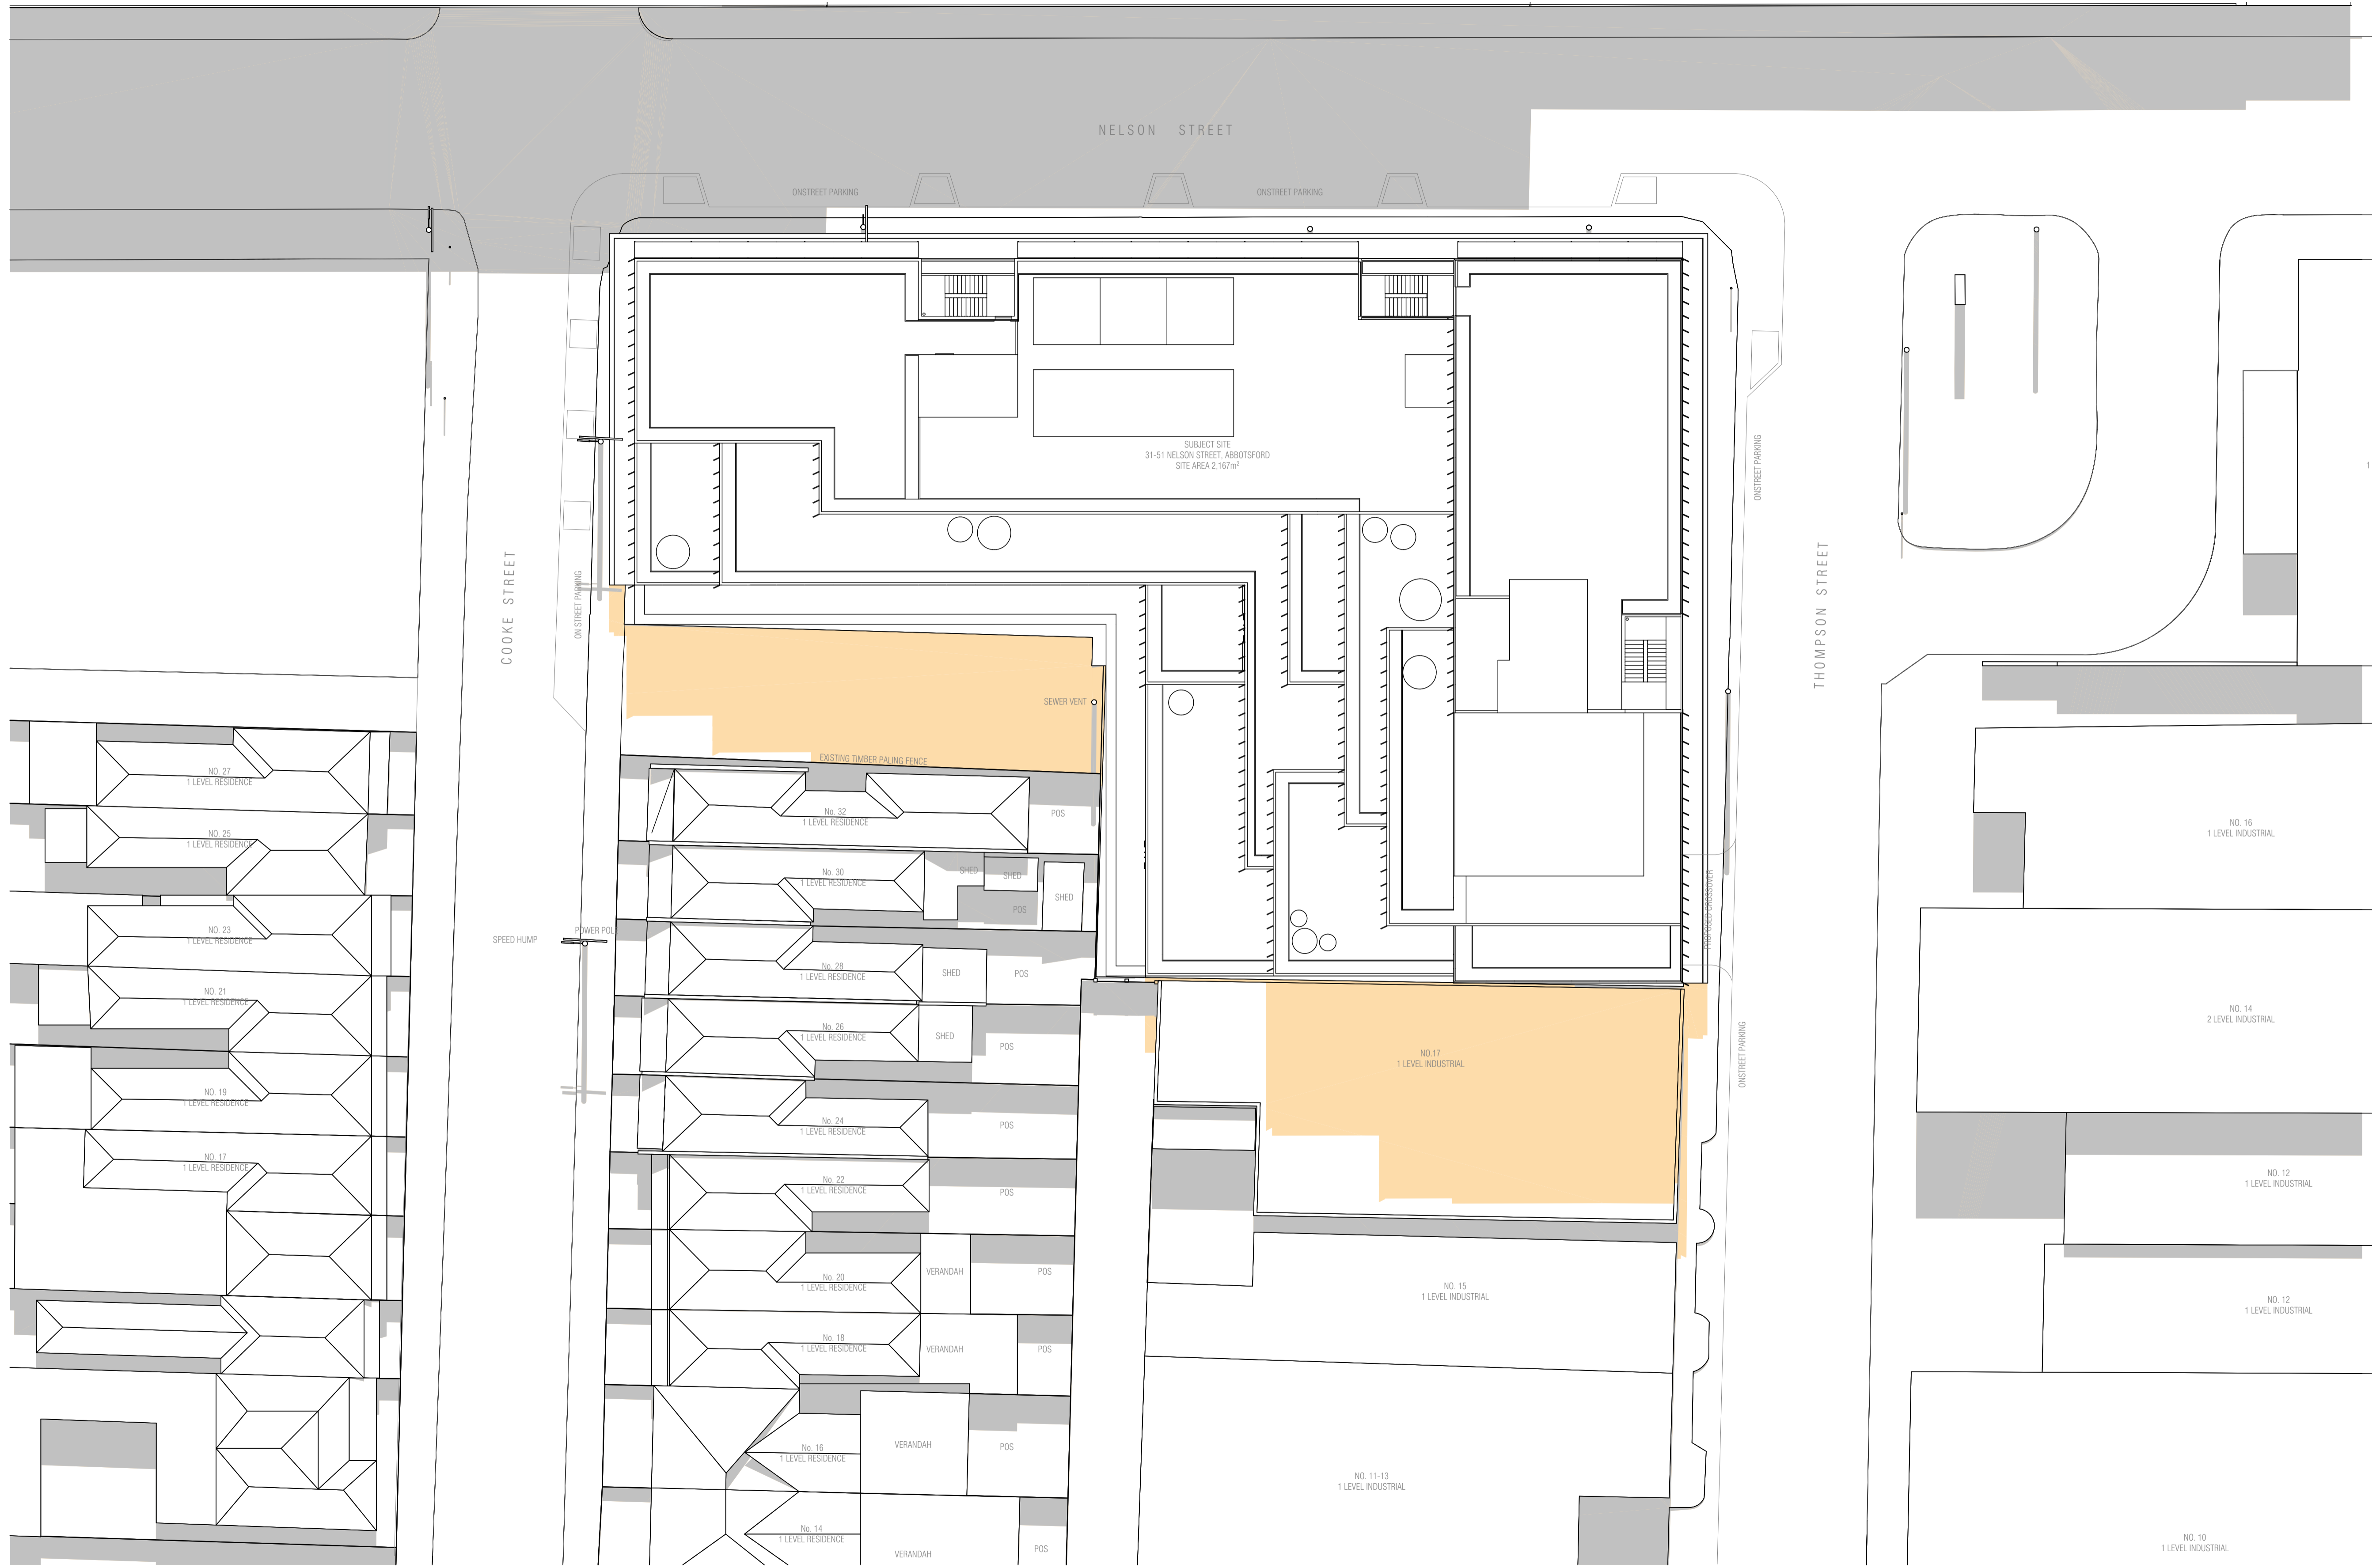 NELSON STREET
ONSTREET PARKING
ONSTREET PARKING
SUBJECT SITE
31-51 NELSON STREET, ABBOTSFORD
SITE AREA 2,167m²
ONSTREET PARKING
1
COOKE STREET
ON STREET PARKING
THOMPSON STREET
SEWER VENT
EXISTING TIMBER PALING FENCE
NO. 27
1 LEVEL RESIDENCE
No. 32
1 LEVEL RESIDENCE
POS
NO. 25
1 LEVEL RESIDENCE
NO. 16
1 LEVEL INDUSTRIAL
No. 30
1 LEVEL RESIDENCE
SHED
SHED
SHED
POS
PROPOSED CROSSOVER
NO. 23
1 LEVEL RESIDENCE
SPEED HUMP
POWER POL
No. 28
1 LEVEL RESIDENCE
SHED
POS
NO. 21
1 LEVEL RESIDENCE
NO. 14
2 LEVEL INDUSTRIAL
No. 26
1 LEVEL RESIDENCE
SHED
POS
NO.17
1 LEVEL INDUSTRIAL
ONSTREET PARKING
NO. 19
1 LEVEL RESIDENCE
No. 24
1 LEVEL RESIDENCE
POS
NO. 17
1 LEVEL RESIDENCE
No. 22
1 LEVEL RESIDENCE
POS
NO. 12
1 LEVEL INDUSTRIAL
No. 20
1 LEVEL RESIDENCE
VERANDAH
POS
NO. 15
1 LEVEL INDUSTRIAL
NO. 12
1 LEVEL INDUSTRIAL
No. 18
1 LEVEL RESIDENCE
VERANDAH
POS
No. 16
1 LEVEL RESIDENCE
VERANDAH
POS
NO. 11-13
1 LEVEL INDUSTRIAL
No. 14
1 LEVEL RESIDENCE
VERANDAH
POS
NO. 10
1 LEVEL INDUSTRIAL